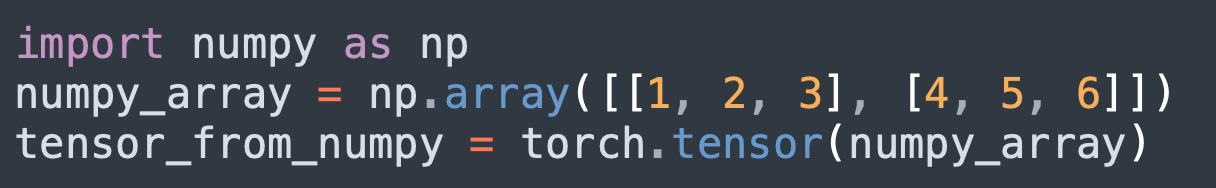 import numpy as np
numpy_array = np.array([[1, 2, 3], [4, 5, 6]])
tensor_from_numpy = torch.tensor(numpy_array)